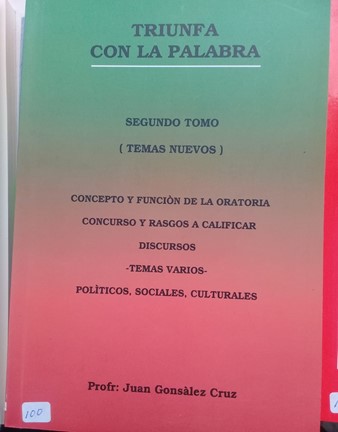 TRIUNFA
CON LA PALABRA
SEGUNDO TOMO
( TEMAS NUEVOS )
CONCEPTO Y FUNCIÒN DE LA ORATORIA
CONCURSO Y RASGOS A CALIFICAR
DISCURSOS
-TEMAS VARIOS-
POLÌTICOS, SOCIALES, CULTURALES
Profr: Juan Gonsàlez Cruz
100